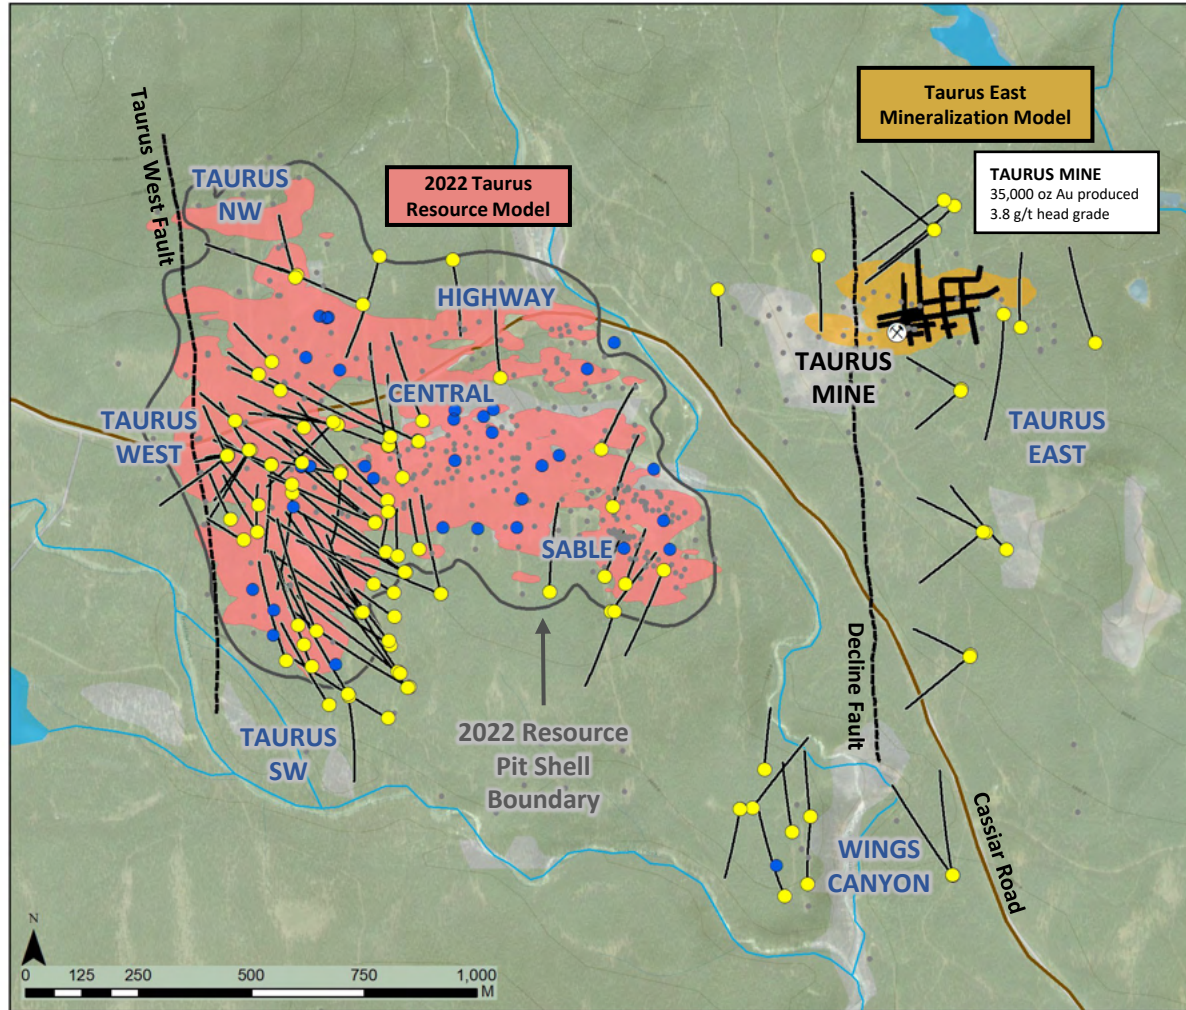 Taurus East
Mineralization Model
TAURUS MINE
35,000 oz Au produced
3.8 g/t head grade
Taurus West Fault
TAURUS
NW
2022 Taurus
Resource Model
HIGHWAY
TAURUS
MINE
CENTRAL
TAURUS
WEST
TAURUS
EAST
SABLE
Decline Fault
2022 Resource
Pit Shell
Boundary
TAURUS
SW
Cassiar Road
WINGS
CANYON
N
0 125 250 500 750 1,000
M